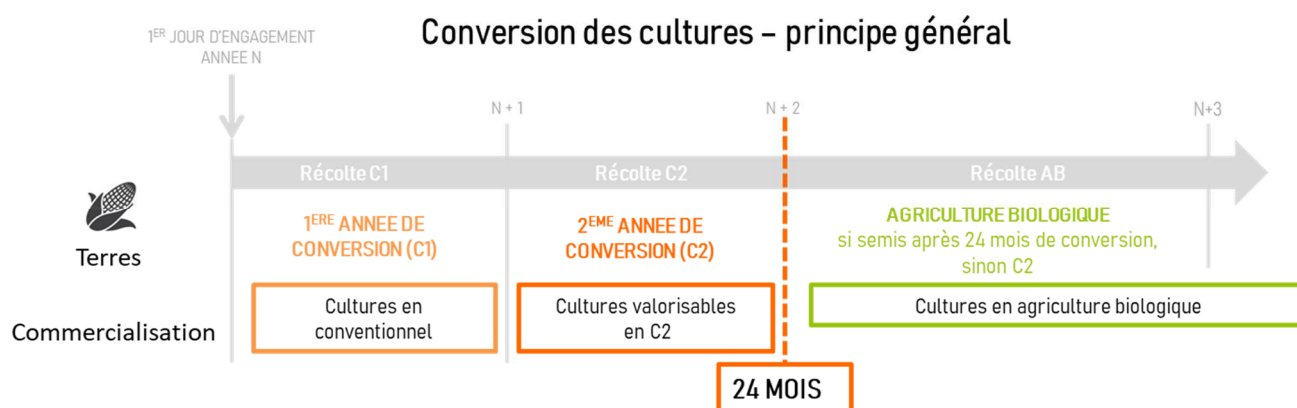 Conversion des cultures – principe général
1ER JOUR D'ENGAGEMENT
ANNEE N
N + 1
N + 2
N+3
Récolte C1
Récolte C2
Récolte AB
Terres
1ERE ANNEE DE
CONVERSION (C1)
2EME ANNEE DE
CONVERSION (C2)
AGRICULTURE BIOLOGIQUE
si semis après 24 mois de conversion,
sinon C2
Commercialisation
Cultures en
conventionnel
Cultures valorisables
en C2
Cultures en agriculture biologique
24 MOIS